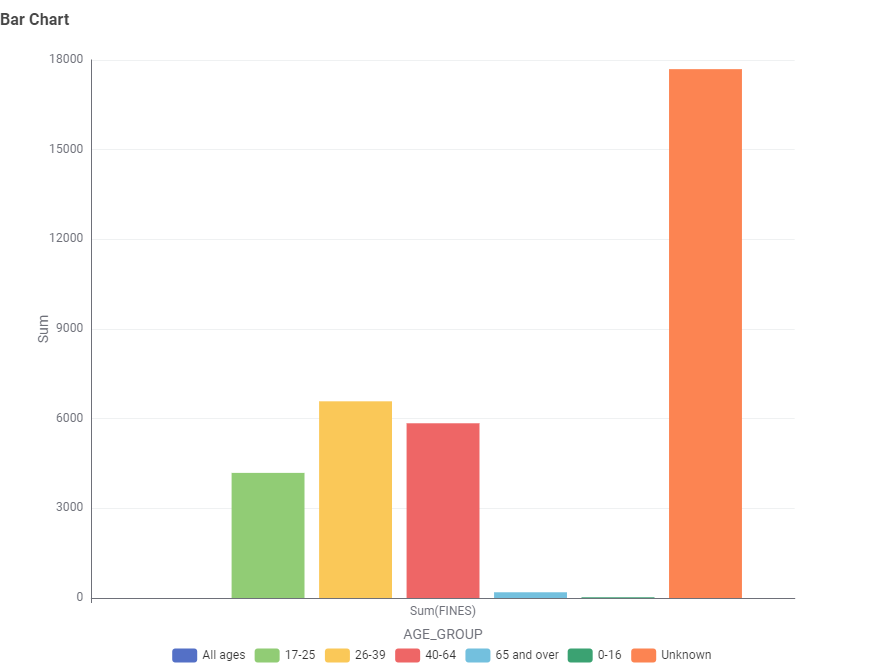 Bar Chart
18000
15000
12000
9000
6000
3000
0
Sum
Sum(FINES)
AGE_GROUP
All ages 17-25 26-39 40-64 65 and over 0-16 Unknown